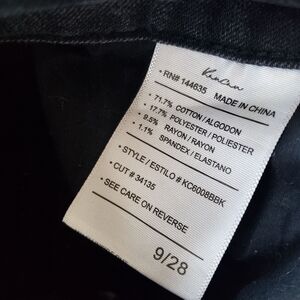 KanCan
• RN# 144635
MADE IN CHINA
• 71.7% COTTON / ALGODON
• 17.7% POLYESTER / POLIESTER
• 9.5% RAYON / RAYON
• 1.1% SPANDEX / ELASTANO
• STYLE / ESTILO # KC6008BBK
• CUT # 34135
• SEE CARE ON REVERSE
9/28